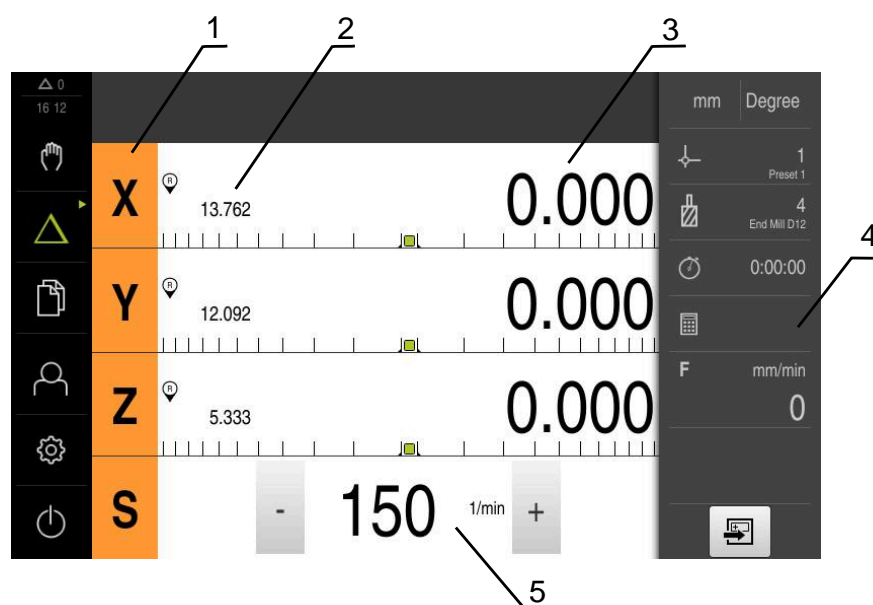 1 2 3
0
16 12
mm Degree
X R 13.762 0.000
1
Preset 1
4
End Mill D12
4
Y R 12.092 0.000
0:00:00
Z R 5.333 0.000
F mm/min
0
S - 150 1/min +
5